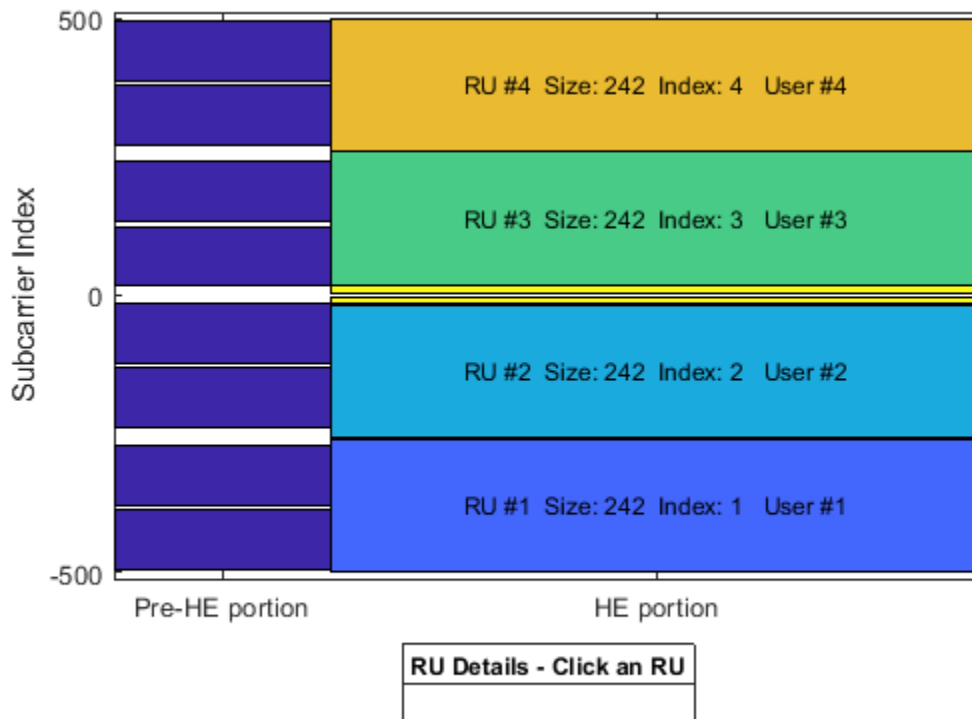 500
RU #4 Size: 242 Index: 4 User #4
RU #3 Size: 242 Index: 3 User #3
Subcarrier Index
0
RU #2 Size: 242 Index: 2 User #2
RU #1 Size: 242 Index: 1 User #1
-500
Pre-HE portion
HE portion
RU Details - Click an RU